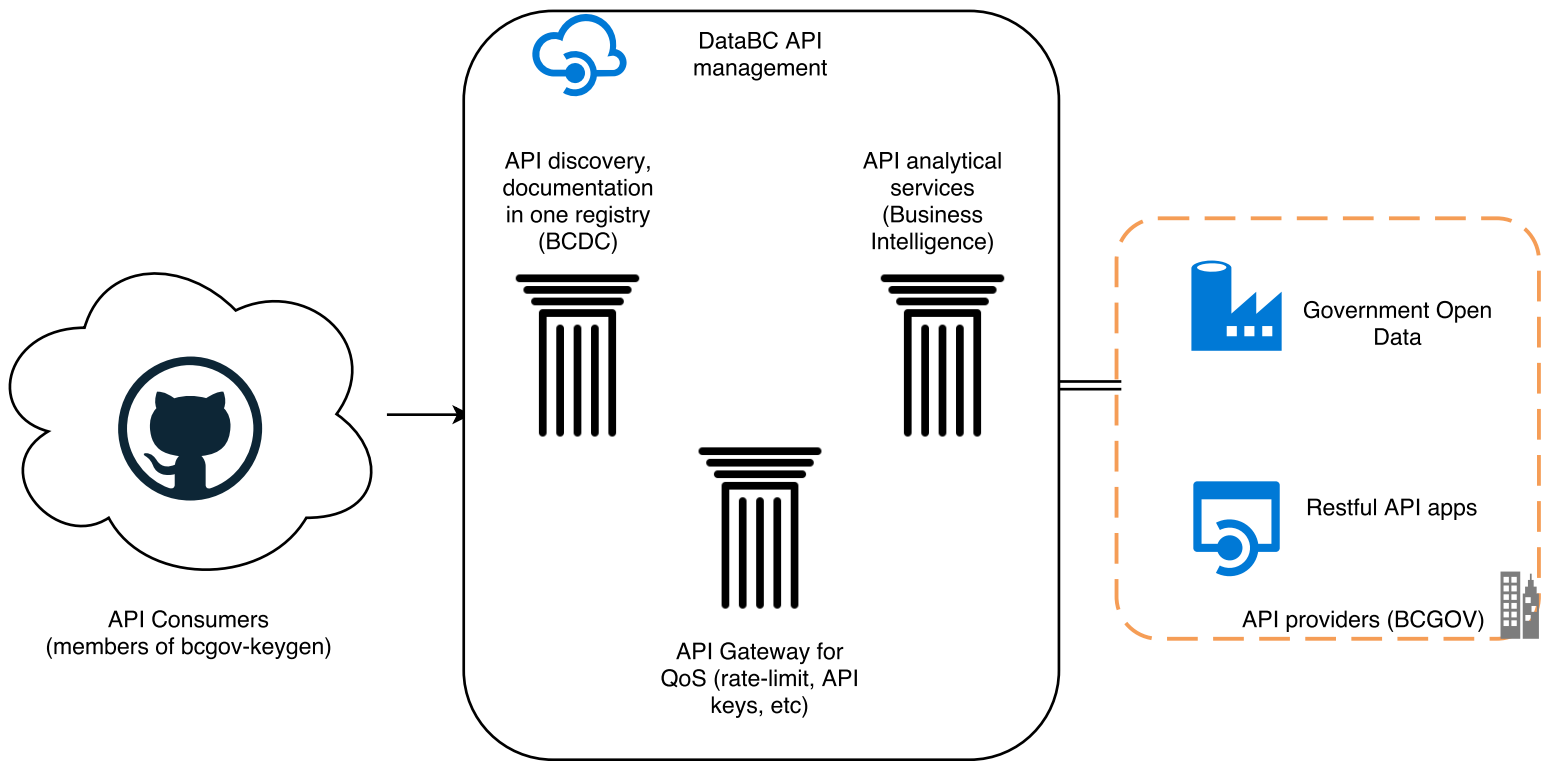 DataBC API
management
API discovery,
documentation
in one registry
(BCDC)
API analytical
services
(Business
Intelligence)
Government Open
Data
Restful API apps
API providers (BCGOV)
API Consumers
(members of bcgov-keygen)
API Gateway for
QoS (rate-limit, API
keys, etc)